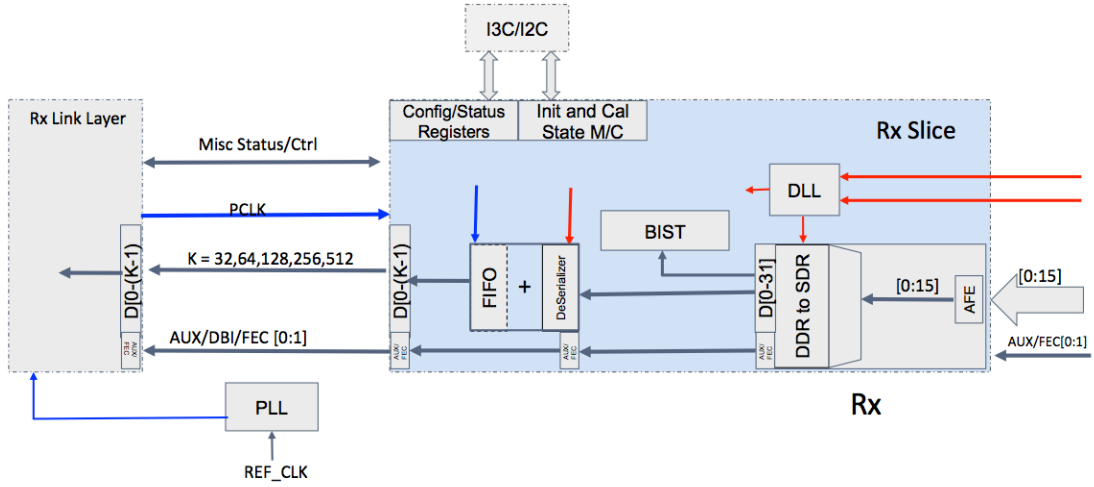 I3C/I2C
Rx Link Layer
Config/Status
Registers
Init and Cal
State M/C
Rx Slice
Misc Status/Ctrl
DLL
PCLK
BIST
K = 32,64,128,256,512
D[0-(K-1)
D[0-(K-1)
FIFO
+
DeSerializer
D[0-31]
DDR to SDR
[0:15]
AFE
[0:15]
AUX/DBI/FEC [0:1]
AUX/
FEC
AUX/
FEC
AUX/
FEC
AUX/
FEC
AUX/FEC[0:1]
PLL
Rx
REF_CLK